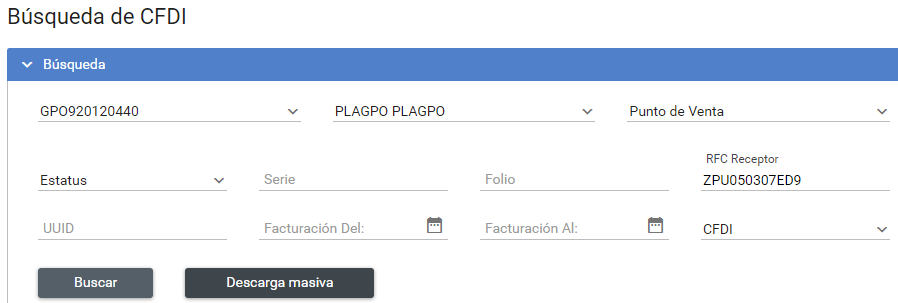 Búsqueda de CFDI
Búsqueda
GPO920120440
PLAGPO PLAGPO
Punto de Venta
Estatus
Serie
Folio
RFC Receptor
ZPU050307ED9
UUID
Facturación Del:
Facturación Al:
CFDI
Buscar
Descarga masiva